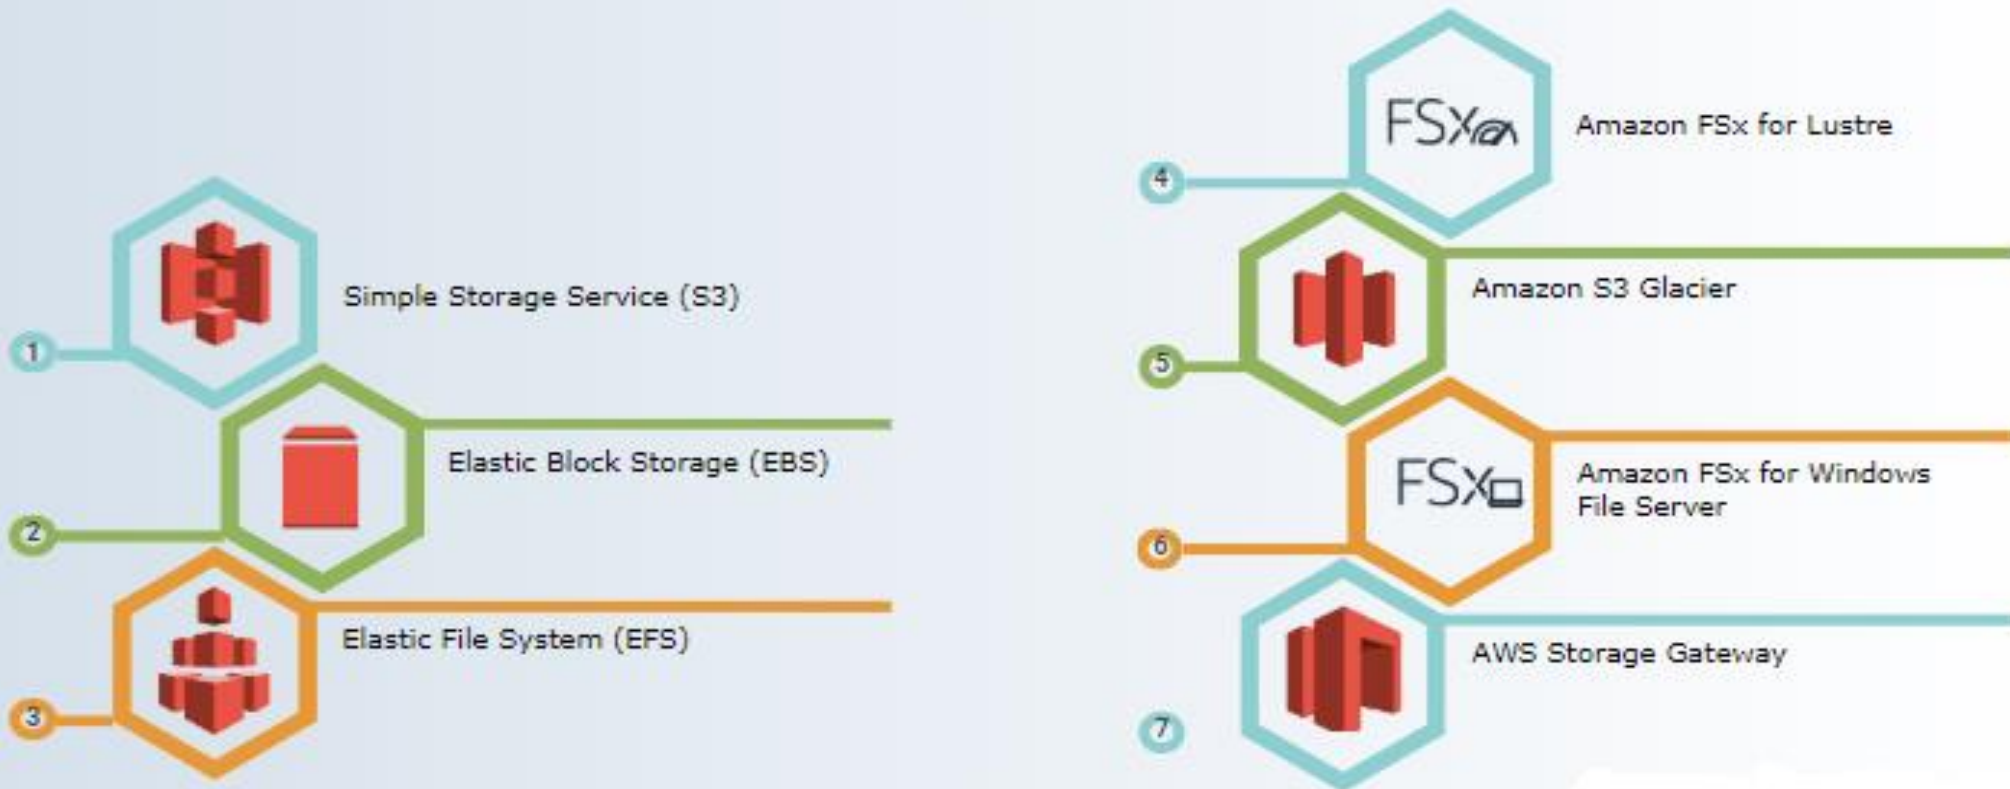 1
Simple Storage Service (S3)
2
Elastic Block Storage (EBS)
3
Elastic File System (EFS)
4
FSx
Amazon FSx for Lustre
5
Amazon S3 Glacier
6
FSx
Amazon FSx for Windows
File Server
7
AWS Storage Gateway